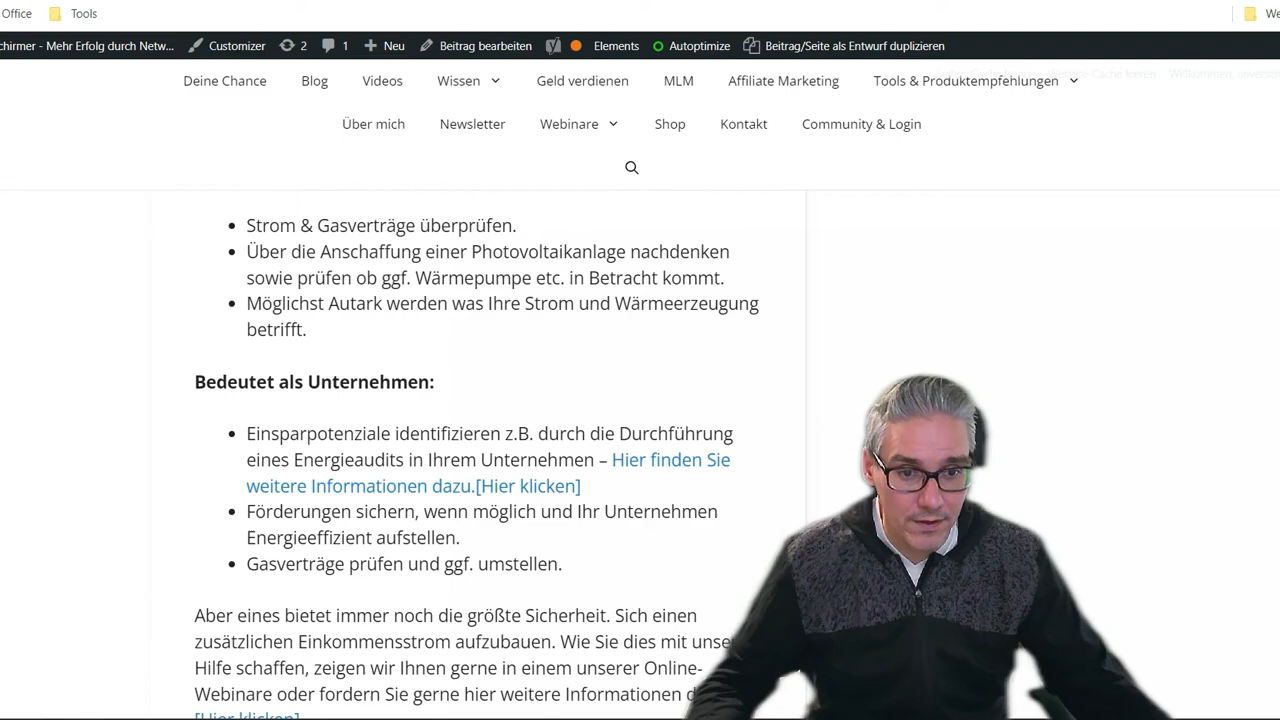 Office Tools We
chirmer - Mehr Erfolg durch Netw... Customizer 2 1 Neu Beitrag bearbeiten Elements Autoptimize Beitrag/Seite als Entwurf duplizieren
Deine Chance Blog Videos Wissen Geld verdienen MLM Affiliate Marketing Tools & Produktempfehlungen
Über mich Newsletter Webinare Shop Kontakt Community & Login
Strom & Gasverträge überprüfen.
Über die Anschaffung einer Photovoltaikanlage nachdenken
sowie prüfen ob ggf. Wärmepumpe etc. in Betracht kommt.
Möglichst Autark werden was Ihre Strom und Wärmeerzeugung
betrifft.
Bedeutet als Unternehmen:
Einsparpotenziale identifizieren z.B. durch die Durchführung
eines Energieaudits in Ihrem Unternehmen – Hier finden Sie
weitere Informationen dazu.[Hier klicken]
Förderungen sichern, wenn möglich und Ihr Unternehmen
Energieeffizient aufstellen.
Gasverträge prüfen und ggf. umstellen.
Aber eines bietet immer noch die größte Sicherheit. Sich einen
zusätzlichen Einkommensstrom aufzubauen. Wie Sie dies mit unse
Hilfe schaffen, zeigen wir Ihnen gerne in einem unserer Online-
Webinare oder fordern Sie gerne hier weitere Informationen d
[Hier klicken]